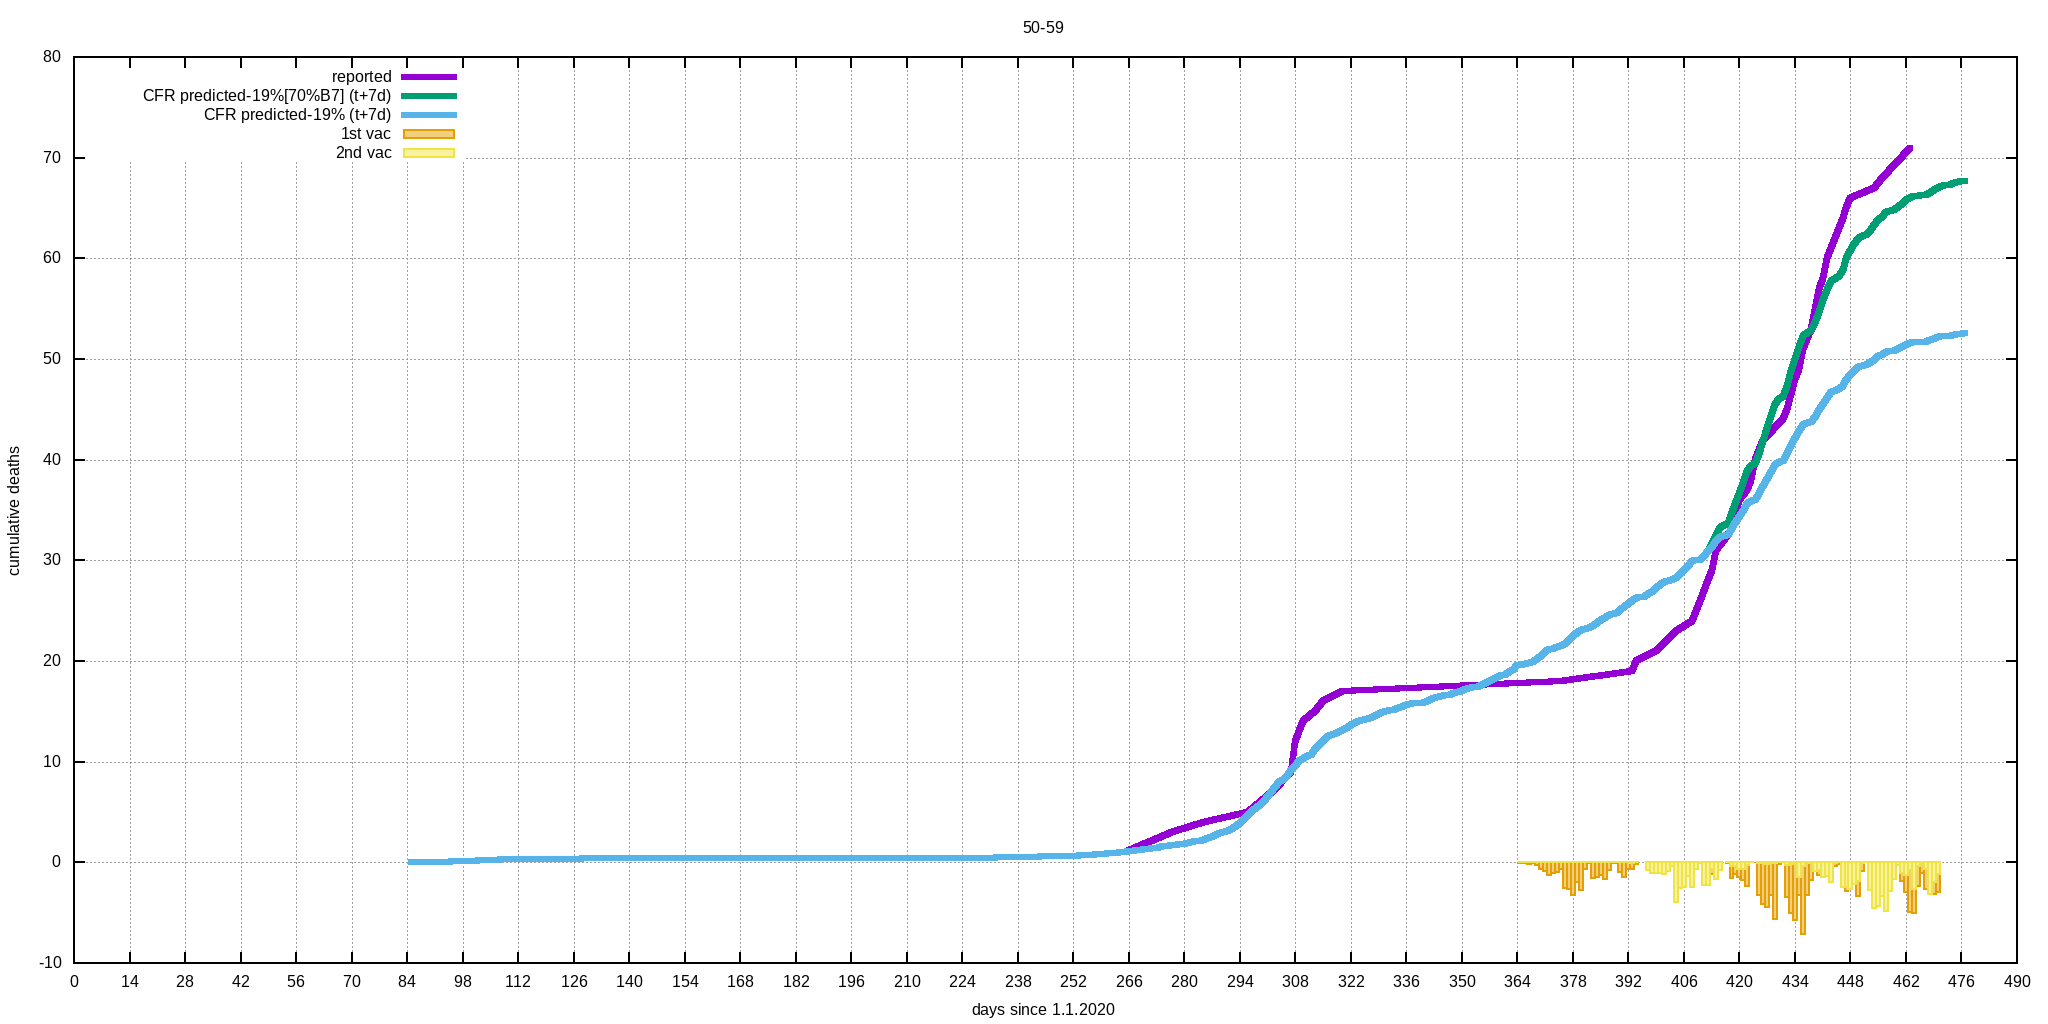 50-59
80
70
60
50
40
30
20
10
0
-10
cumulative deaths
reported
CFR predicted-19%[70%B7] (t+7d)
CFR predicted-19% (t+7d)
1st vac
2nd vac
0 14 28 42 56 70 84 98 112 126 140 154 168 182 196 210 224 238 252 266 280 294 308 322 336 350 364 378 392 406 420 434 448 462 476 490
days since 1.1.2020